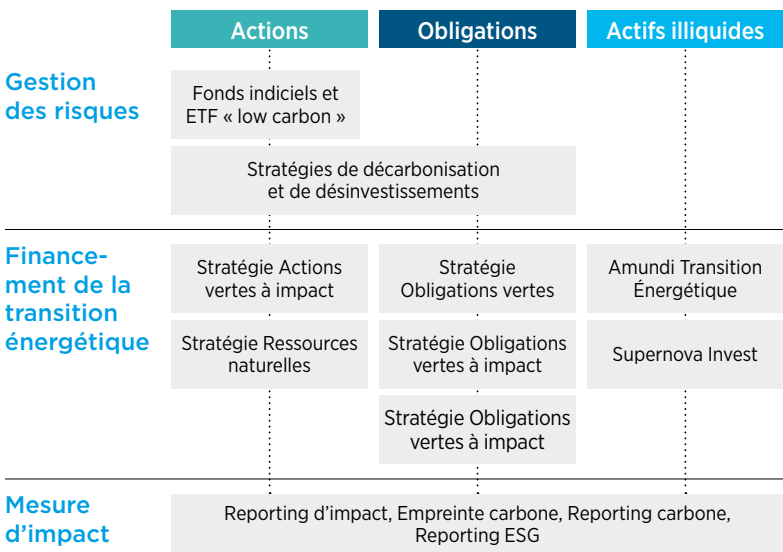 Actions
Obligations
Actifs illiquides
Gestion
des risques
Fonds indiciels et
ETF « low carbon »
Stratégies de décarbonisation
et de désinvestissements
Finance-
ment de la
transition
énergétique
Stratégie Actions
vertes à impact
Stratégie
Obligations vertes
Amundi Transition
Énergétique
Stratégie Ressources
naturelles
Stratégie Obligations
vertes à impact
Supernova Invest
Stratégie Obligations
vertes à impact
Mesure
d'impact
Reporting d'impact, Empreinte carbone, Reporting carbone,
Reporting ESG